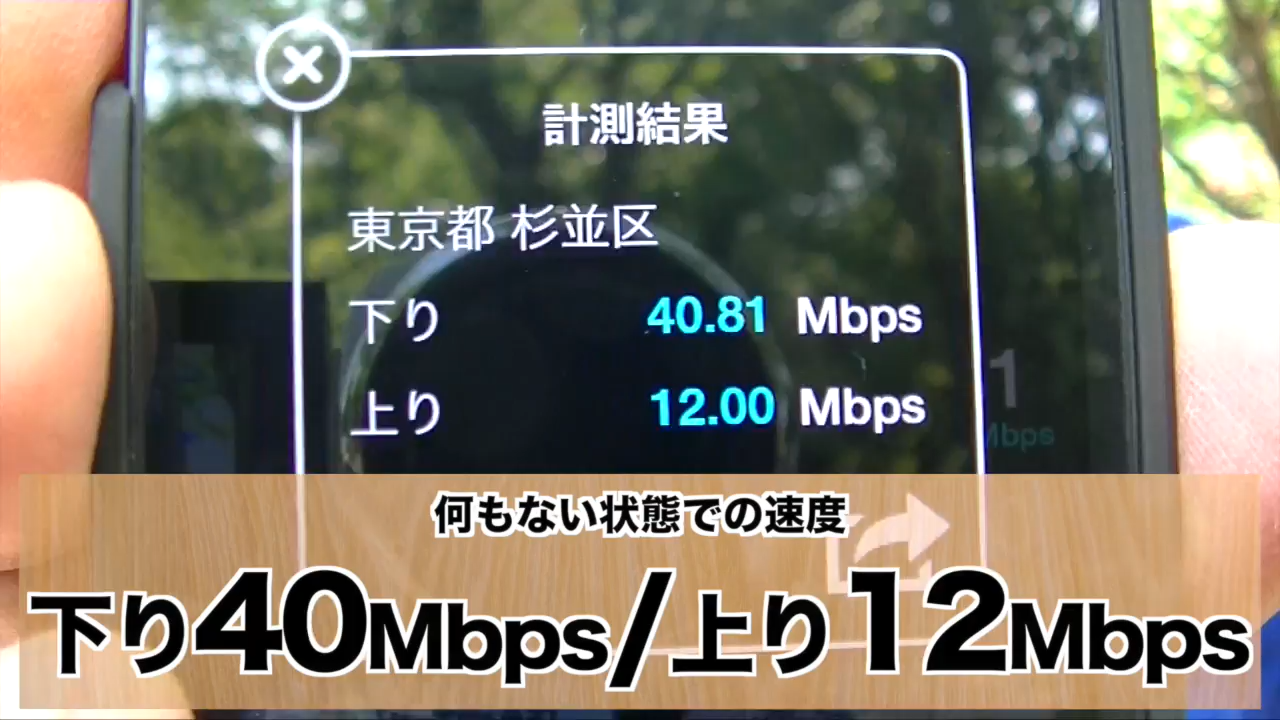 計測結果
東京都 杉並区
下り 40.81 Mbps
上り 12.00 Mbps
1
Mbps
何もない状態での速度
下り40Mbps/上り12Mbps